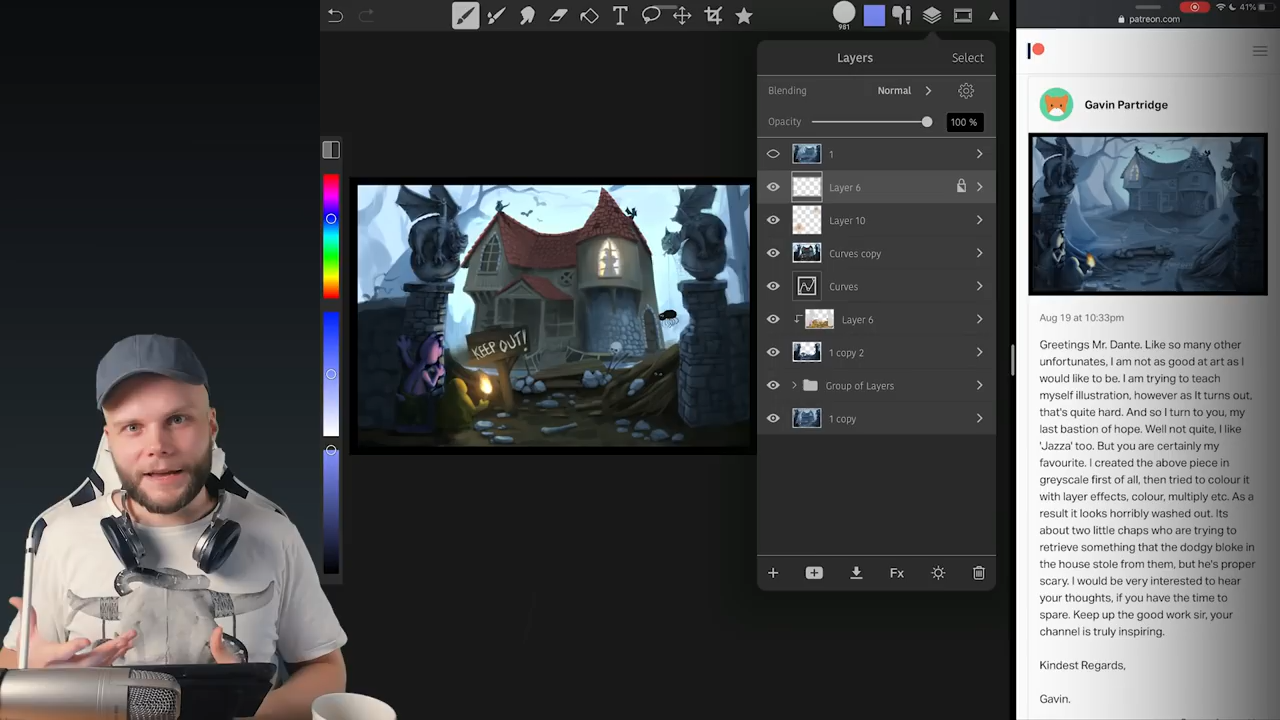 T
981
Layers
Select
Blending
Normal
Opacity
100 %
1
Layer 6
Layer 10
Curves copy
Curves
Layer 6
1 copy 2
Group of Layers
1 copy
Fx
KEEP OUT!
41%
patreon.com
Gavin Partridge
Aug 19 at 10:33pm
Greetings Mr. Dante. Like so many other
unfortunates, I am not as good at art as I
would like to be. I am trying to teach
myself illustration, however as It turns out,
that's quite hard. And so I turn to you, my
last bastion of hope. Well not quite, I like
'Jazza' too. But you are certainly my
favourite. I created the above piece in
greyscale first of all, then tried to colour it
with layer effects, colour, multiply etc. As a
result it looks horribly washed out. Its
about two little chaps who are trying to
retrieve something that the dodgy bloke in
the house stole from them, but he's proper
scary. I would be very interested to hear
your thoughts, if you have the time to
spare. Keep up the good work sir, your
channel is truly inspiring.
Kindest Regards,
Gavin.